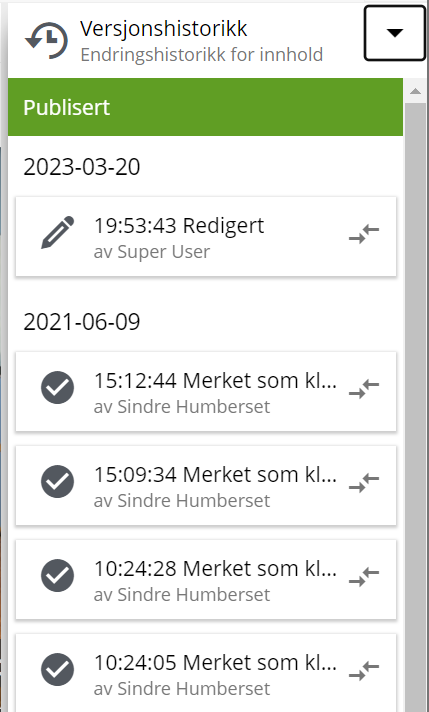 Versjonshistorikk
Endringshistorikk for innhold
Publisert
2023-03-20
19:53:43 Redigert
av Super User
2021-06-09
15:12:44 Merket som kl...
av Sindre Humberset
15:09:34 Merket som kl...
av Sindre Humberset
10:24:28 Merket som kl...
av Sindre Humberset
10:24:05 Merket som kl...
av Sindre Humberset